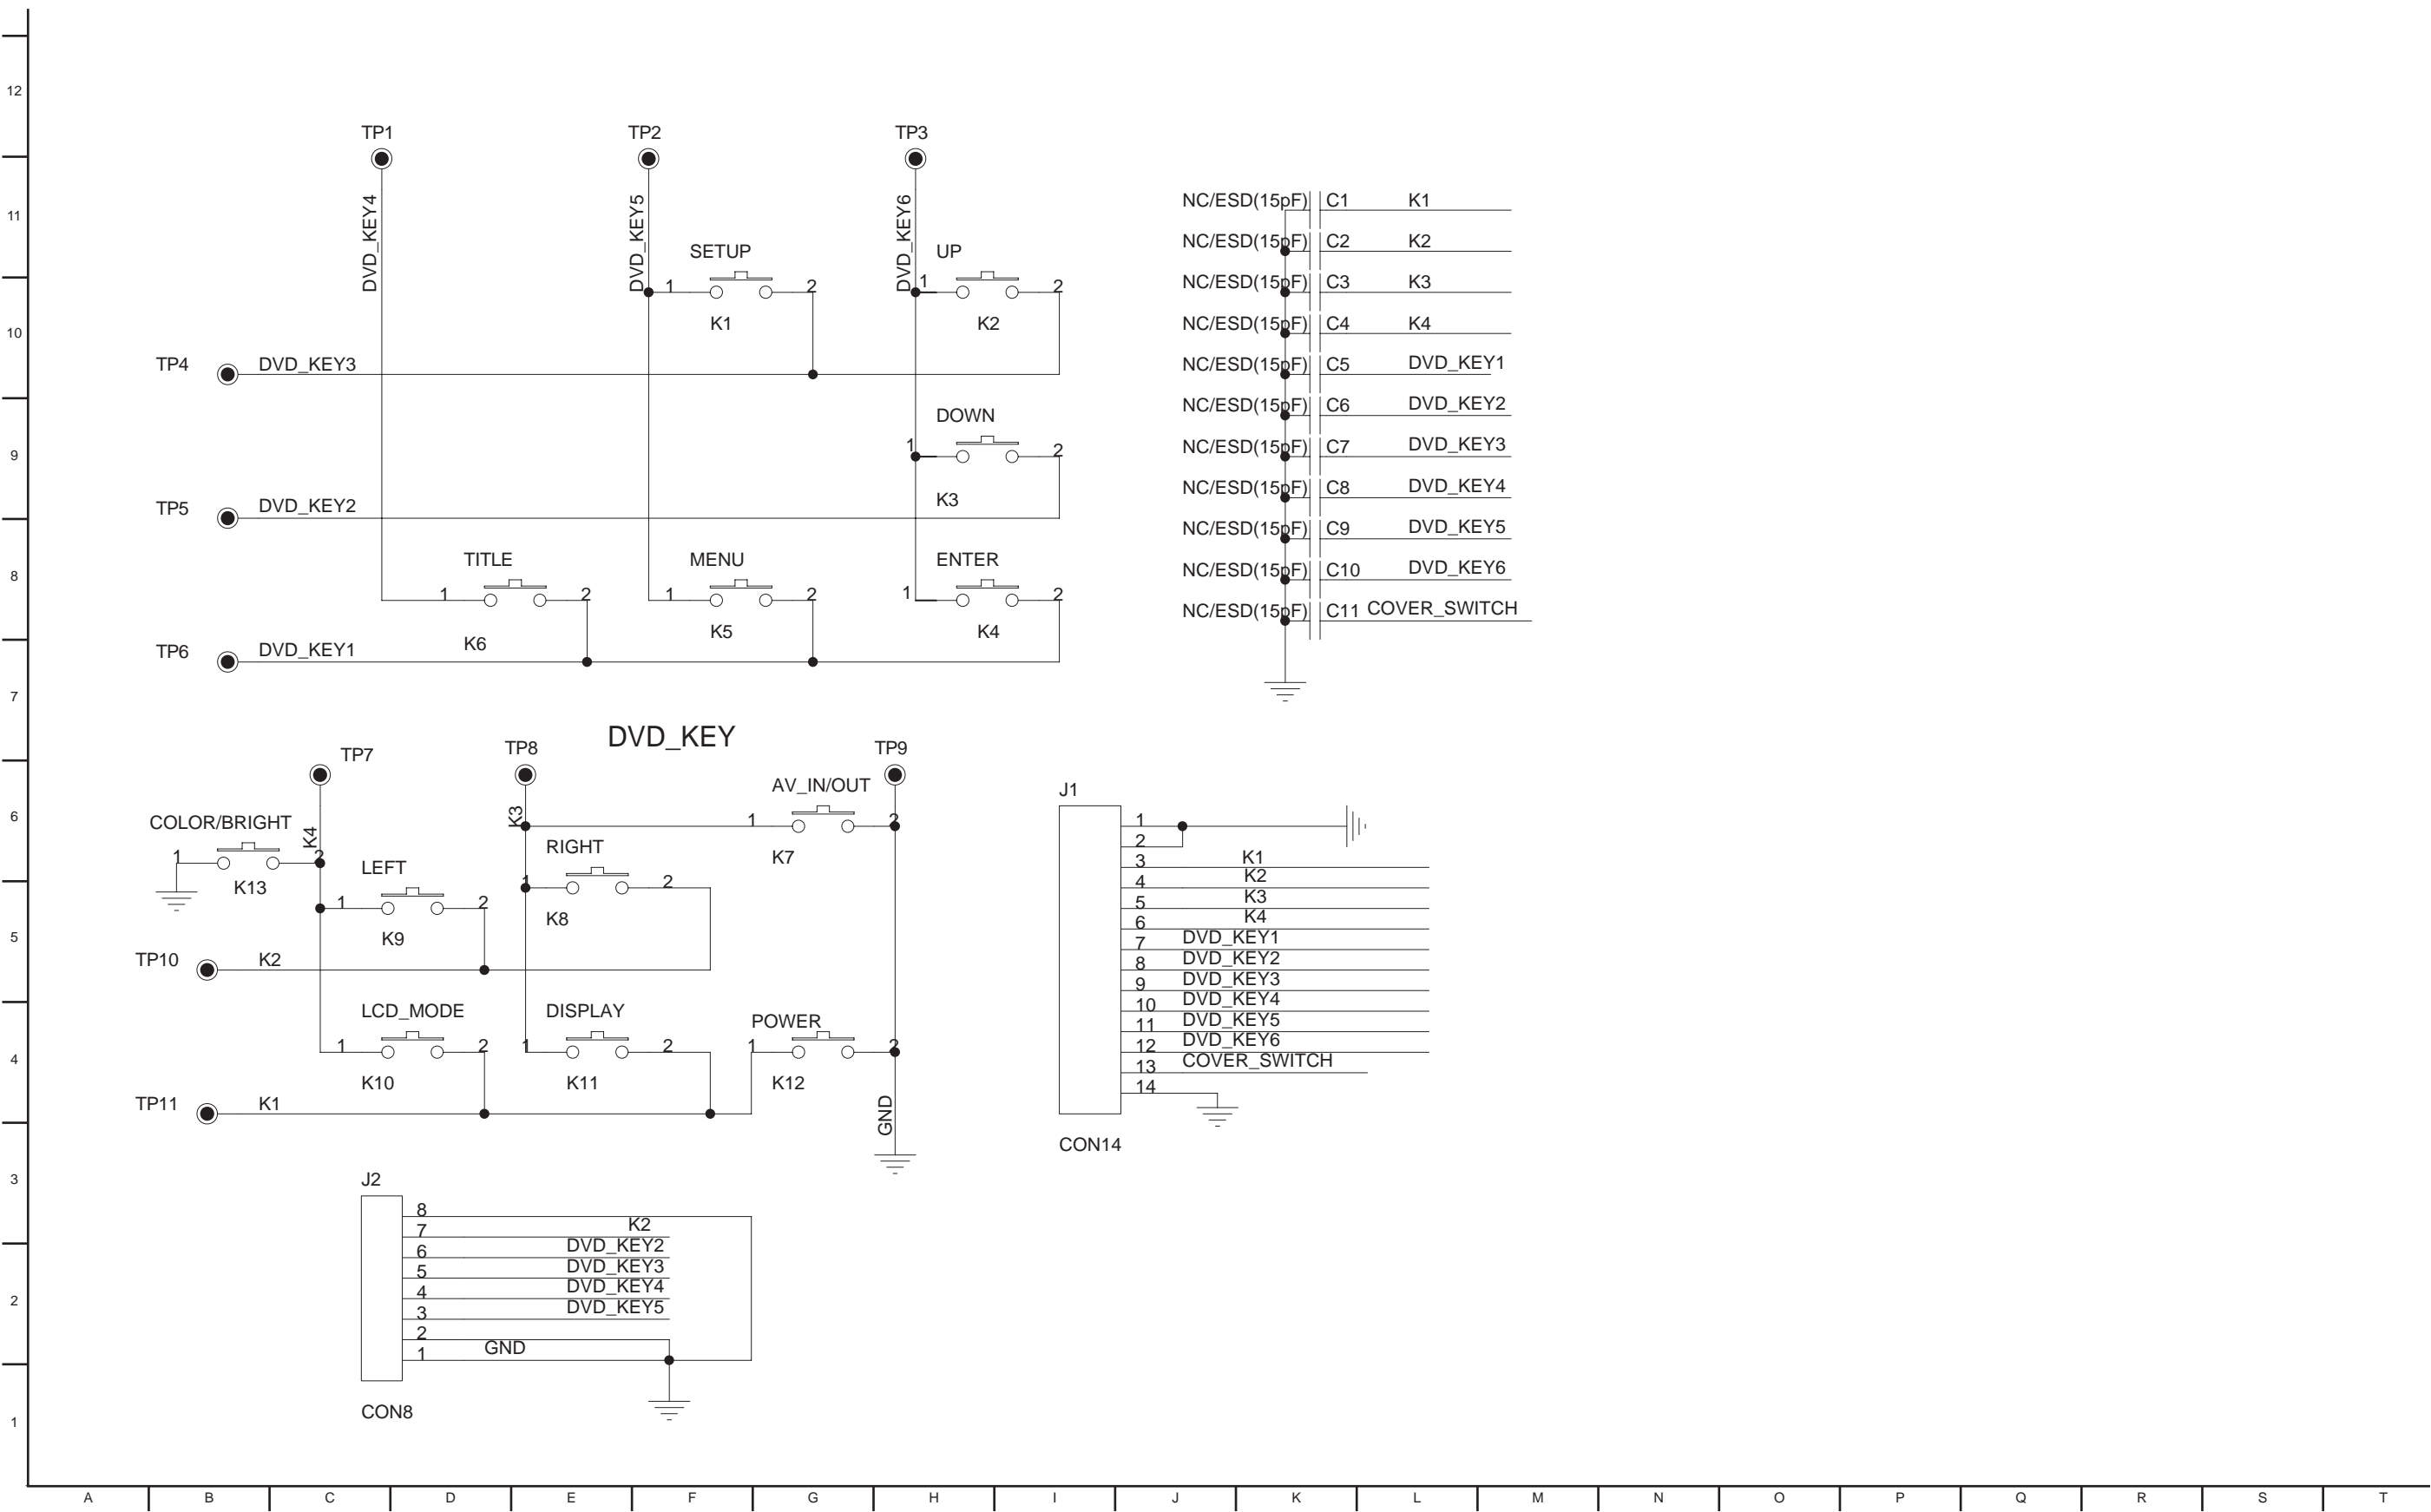 12
TP1 TP2 TP3
11
DVD_KEY4 DVD_KEY5 DVD_KEY6
SETUP UP
1 2 1 2
K1 K2
10
TP4 DVD_KEY3
DOWN
9
1 2
K3
TP5 DVD_KEY2
TITLE MENU ENTER
8
1 2 1 2 1 2
K6 K5 K4
TP6 DVD_KEY1
7
NC/ESD(15pF) C1 K1
NC/ESD(15pF) C2 K2
NC/ESD(15pF) C3 K3
NC/ESD(15pF) C4 K4
NC/ESD(15pF) C5 DVD_KEY1
NC/ESD(15pF) C6 DVD_KEY2
NC/ESD(15pF) C7 DVD_KEY3
NC/ESD(15pF) C8 DVD_KEY4
NC/ESD(15pF) C9 DVD_KEY5
NC/ESD(15pF) C10 DVD_KEY6
NC/ESD(15pF) C11 COVER_SWITCH
DVD_KEY
TP7 TP8 TP9
AV_IN/OUT
6
COLOR/BRIGHT K4 K3 1 2
1 2 LEFT RIGHT K7
K13 1 2 1 2
K9 K8
5
TP10 K2
LCD_MODE DISPLAY POWER
4
1 2 1 2 1 2
K10 K11 K12
TP11 K1 GND
3
J1
1
2
3 K1
4 K2
5 K3
6 K4
7 DVD_KEY1
8 DVD_KEY2
9 DVD_KEY3
10 DVD_KEY4
11 DVD_KEY5
12 DVD_KEY6
13 COVER_SWITCH
14
CON14
J2
8
7 K2
6 DVD_KEY2
5 DVD_KEY3
4 DVD_KEY4
3 DVD_KEY5
2
1 GND
CON8
2
1
A B C D E F G H I J K L M N O P Q R S T